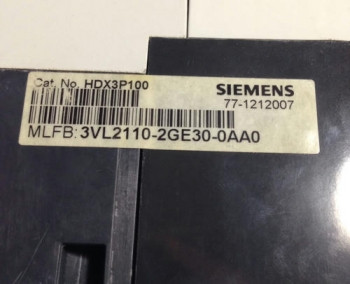 Cat. No. HDX3P100
SIEMENS
77-1212007
MLFB: 3VL2110-2GE30-0AA0